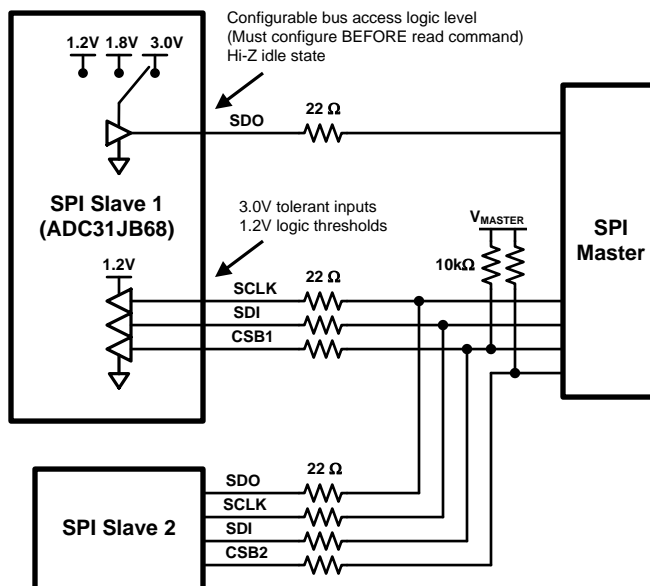 Configurable bus access logic level
(Must configure BEFORE read command)
Hi-Z idle state
1.2V 1.8V 3.0V
SDO
22 Ω
SPI Slave 1
(ADC31JB68)
3.0V tolerant inputs
1.2V logic thresholds
VMASTER
10kΩ
SPI
Master
1.2V
SCLK
22 Ω
SDI
CSB1
SDO
22 Ω
SCLK
SDI
CSB2
SPI Slave 2